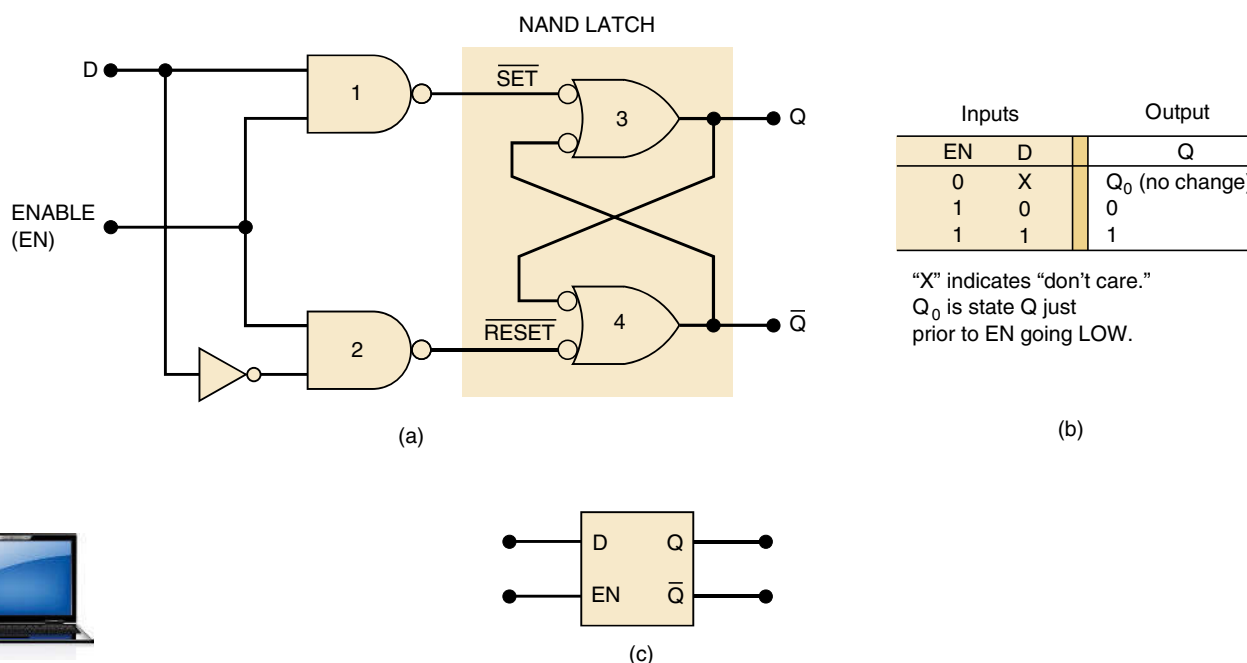 NAND LATCH
D
1
SET
3
Q
ENABLE
(EN)
2
RESET
4
Q
(a)
Inputs Output
EN D Q
0 X Q0 (no change)
1 0 0
1 1 1
“X” indicates “don’t care.”
Q0 is state Q just
prior to EN going LOW.
(b)
D Q
EN Q
(c)